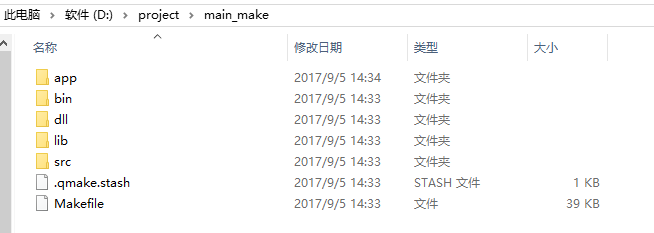 此电脑 > 软件 (D:) > project > main_make
名称 修改日期 类型 大小
app 2017/9/5 14:34 文件夹
bin 2017/9/5 14:33 文件夹
dll 2017/9/5 14:33 文件夹
lib 2017/9/5 14:33 文件夹
src 2017/9/5 14:33 文件夹
.qmake.stash 2017/9/5 14:33 STASH 文件 1 KB
Makefile 2017/9/5 14:33 文件 39 KB